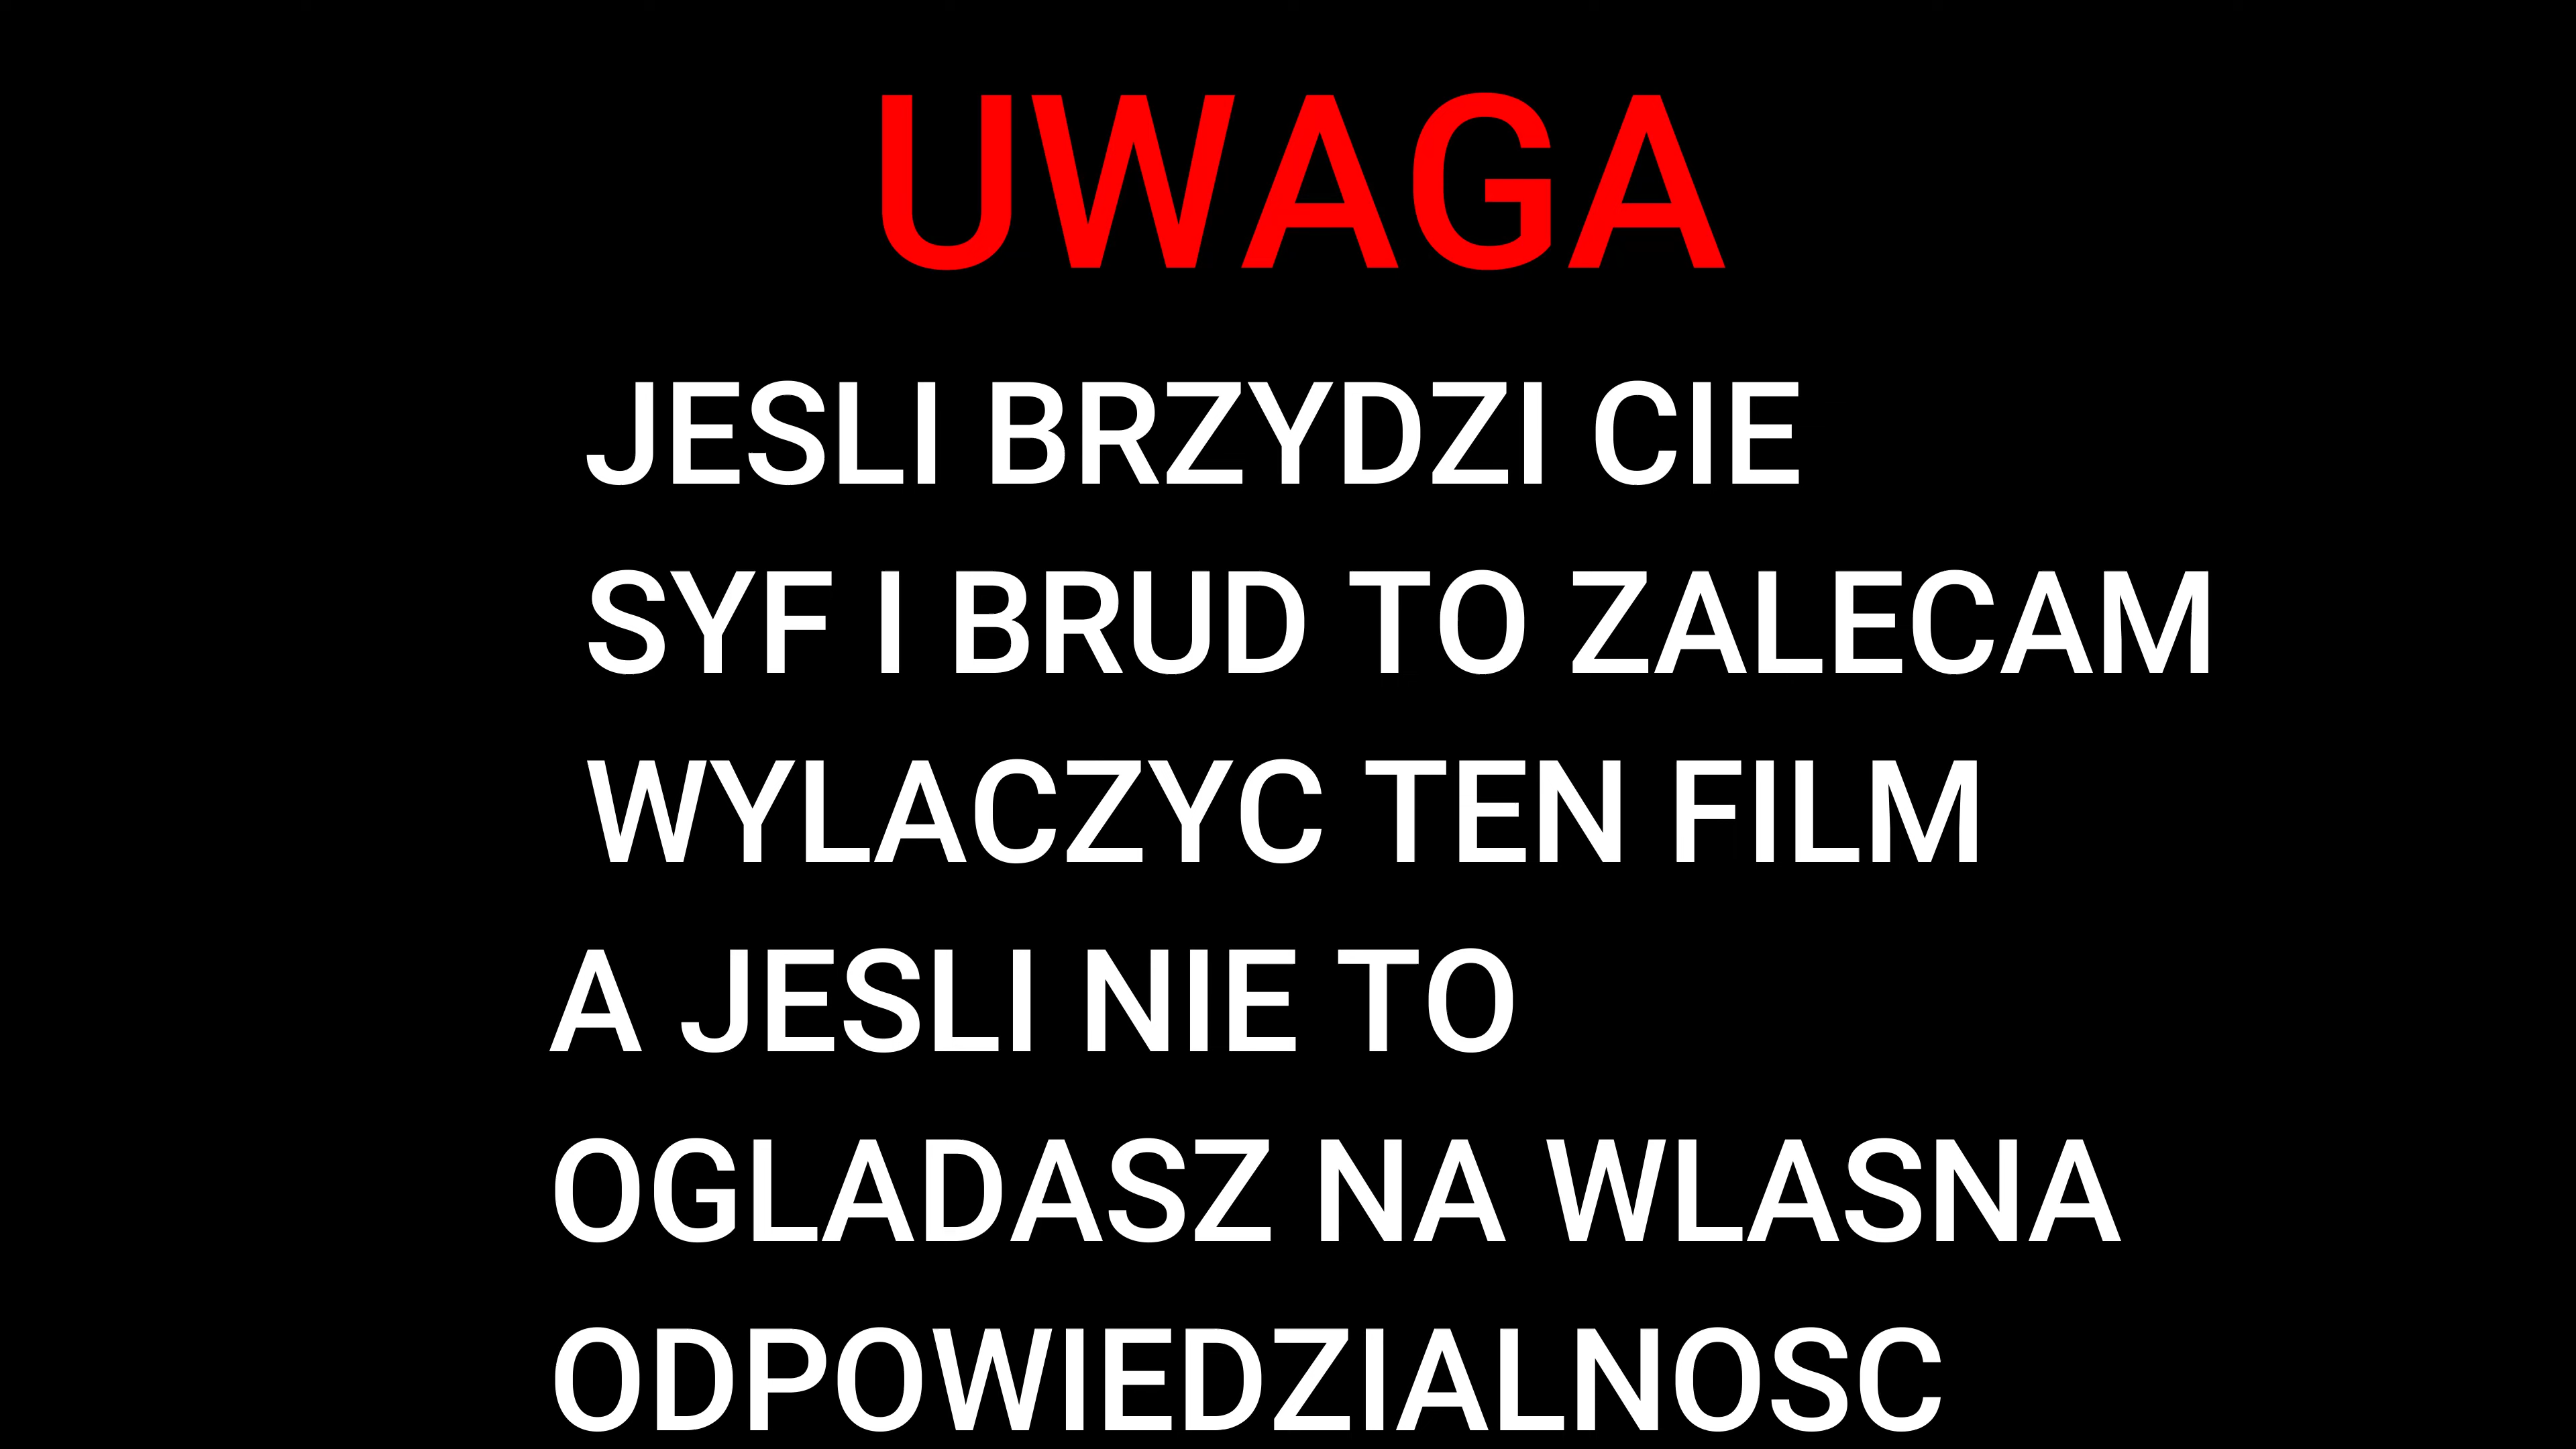 UWAGA
JESLI BRZYDZI CIE
SYF I BRUD TO ZALECAM
WYLACZYC TEN FILM
A JESLI NIE TO
OGLADASZ NA WLASNA
ODPOWIEDZIALNOSC